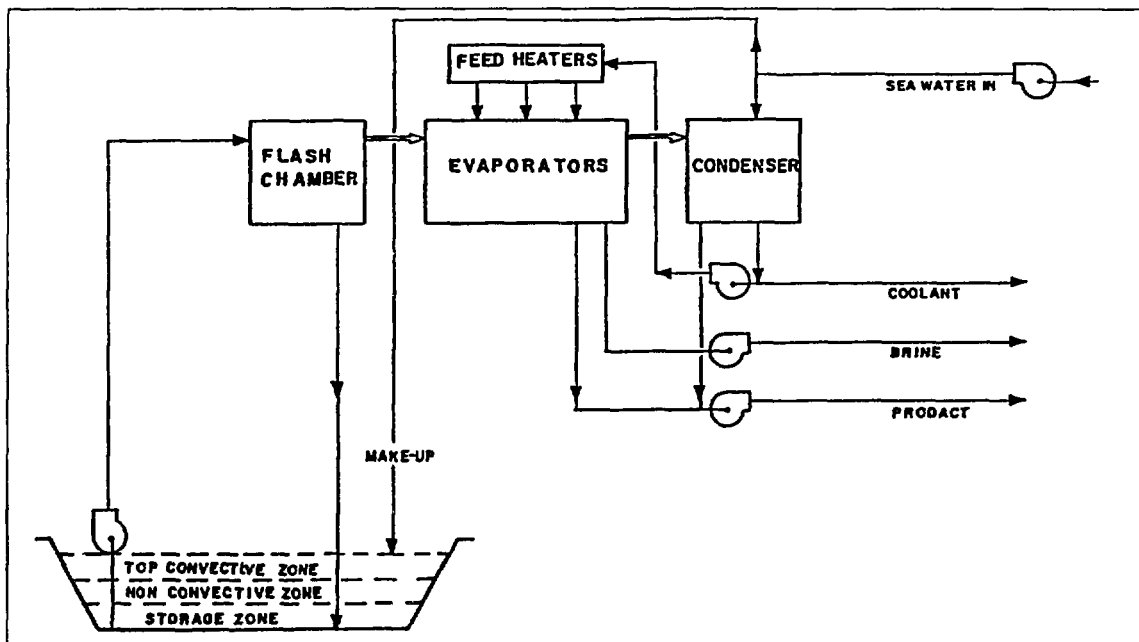 FEED HEATERS
SEA WATER IN
FLASH
CHAMBER
EVAPORATORS
CONDENSER
COOLANT
BRINE
PRODACT
MAKE-UP
TOP CONVECTIVE ZONE
NON CONVECTIVE ZONE
STORAGE ZONE